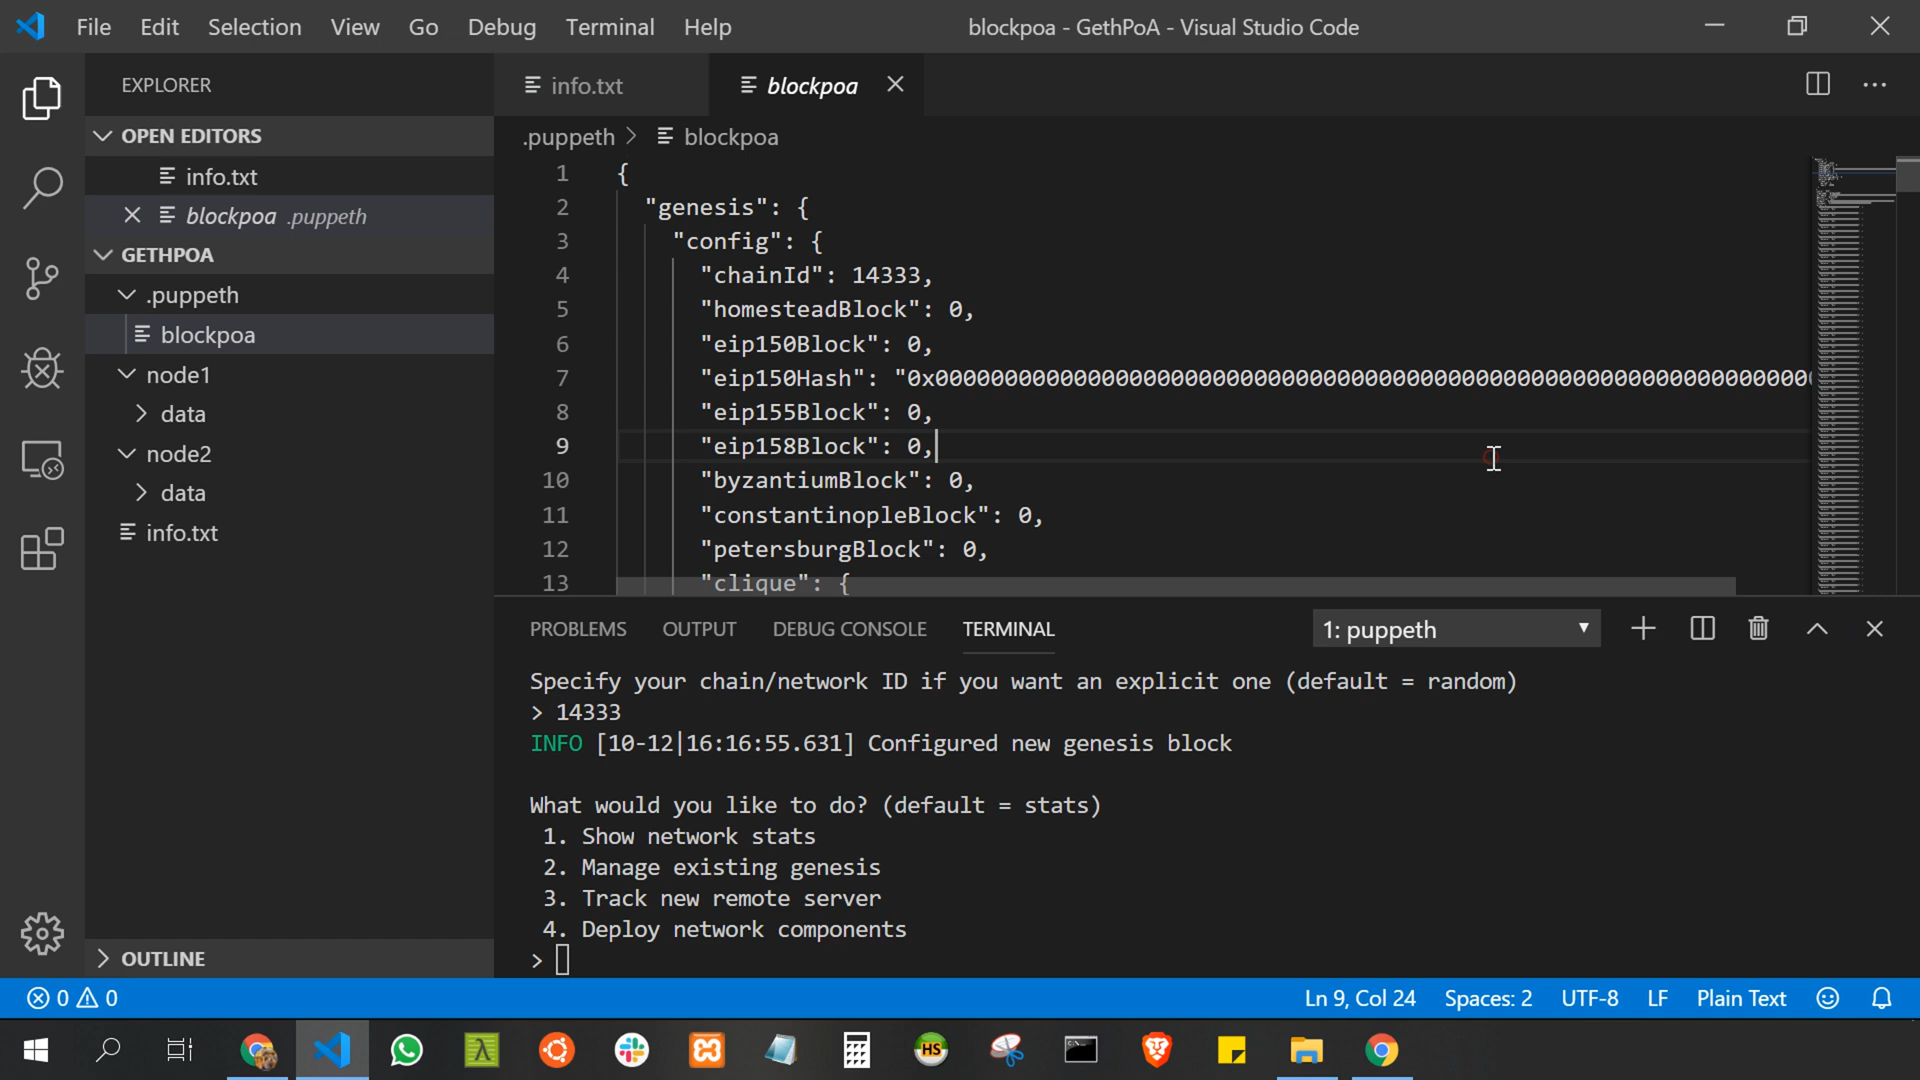 File Edit Selection View Go Debug Terminal Help
blockpoa - GethPoA - Visual Studio Code
EXPLORER
OPEN EDITORS
info.txt
blockpoa .puppeth
GETHPOA
.puppeth
blockpoa
node1
data
node2
data
info.txt
OUTLINE
info.txt
blockpoa
.puppeth > blockpoa
1 {
2 "genesis": {
3 "config": {
4 "chainId": 14333,
5 "homesteadBlock": 0,
6 "eip150Block": 0,
7 "eip150Hash": "0x000000000000000000000000000000000000000000000000000000000000000
8 "eip155Block": 0,
9 "eip158Block": 0,
10 "byzantiumBlock": 0,
11 "constantinopleBlock": 0,
12 "petersburgBlock": 0,
13 "clique": {
PROBLEMS OUTPUT DEBUG CONSOLE TERMINAL
1: puppeth
Specify your chain/network ID if you want an explicit one (default = random)
> 14333
INFO [10-12|16:16:55.631] Configured new genesis block
What would you like to do? (default = stats)
1. Show network stats
2. Manage existing genesis
3. Track new remote server
4. Deploy network components
>
0 0
Ln 9, Col 24 Spaces: 2 UTF-8 LF Plain Text
λ
HS